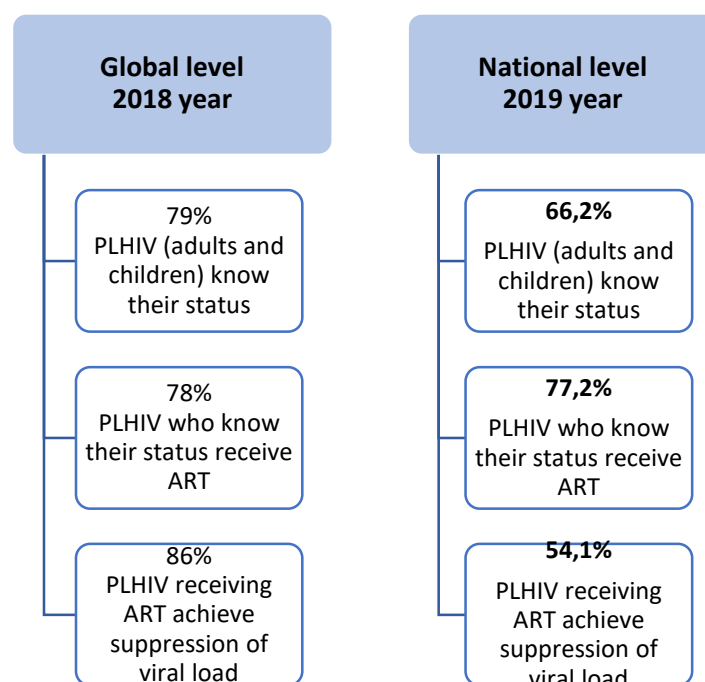 Global level
2018 year
79%
PLHIV (adults and
children) know
their status
78%
PLHIV who know
their status receive
ART
86%
PLHIV receiving
ART achieve
suppression of
viral load
National level
2019 year
66,2%
PLHIV (adults and
children) know
their status
77,2%
PLHIV who know
their status receive
ART
54,1%
PLHIV receiving
ART achieve
suppression of
viral load